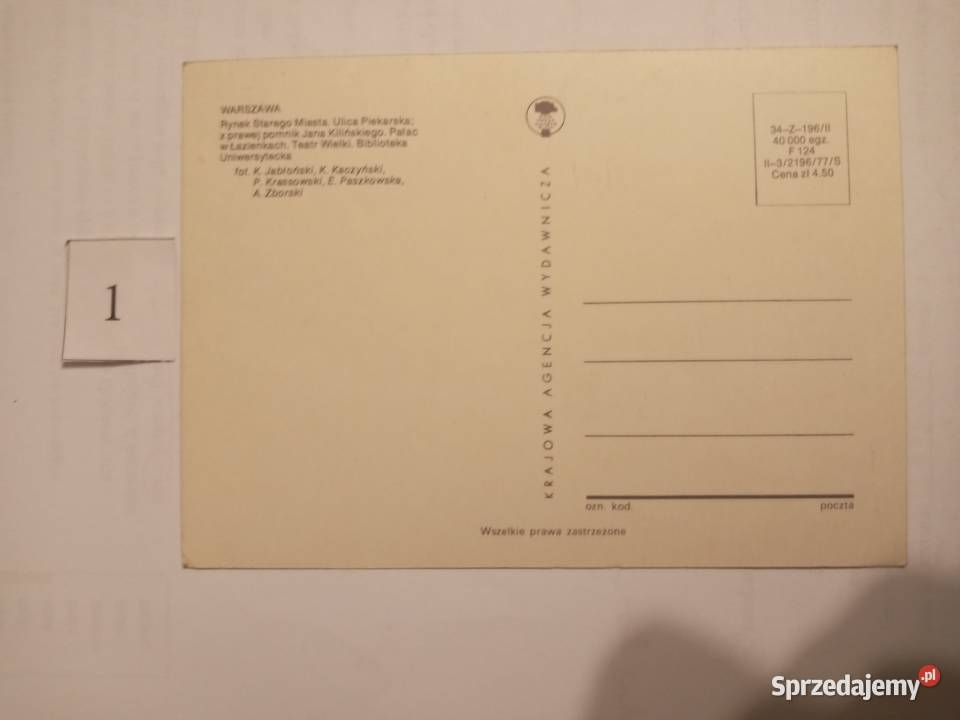 WARSZAWA
Rynek Starego Miasta. Ulica Piekarska;
z prawej pomnik Jana Kilińskiego. Pałac
w Łazienkach. Teatr Wielki. Biblioteka
Uniwersytecka
fot. K. Jabłoński, K. Kaczyński,
P. Krassowski, E. Paszkowska,
A. Zborski
1
KRAJOWA AGENCJA WYDAWNICZA
34-Z-196/II
40 000 egz.
F 124
II-3/2196/77/S
Cena zł 4.50
ozn. kod
poczta
Wszelkie prawa zastrzeżone
Sprzedajemy.pl